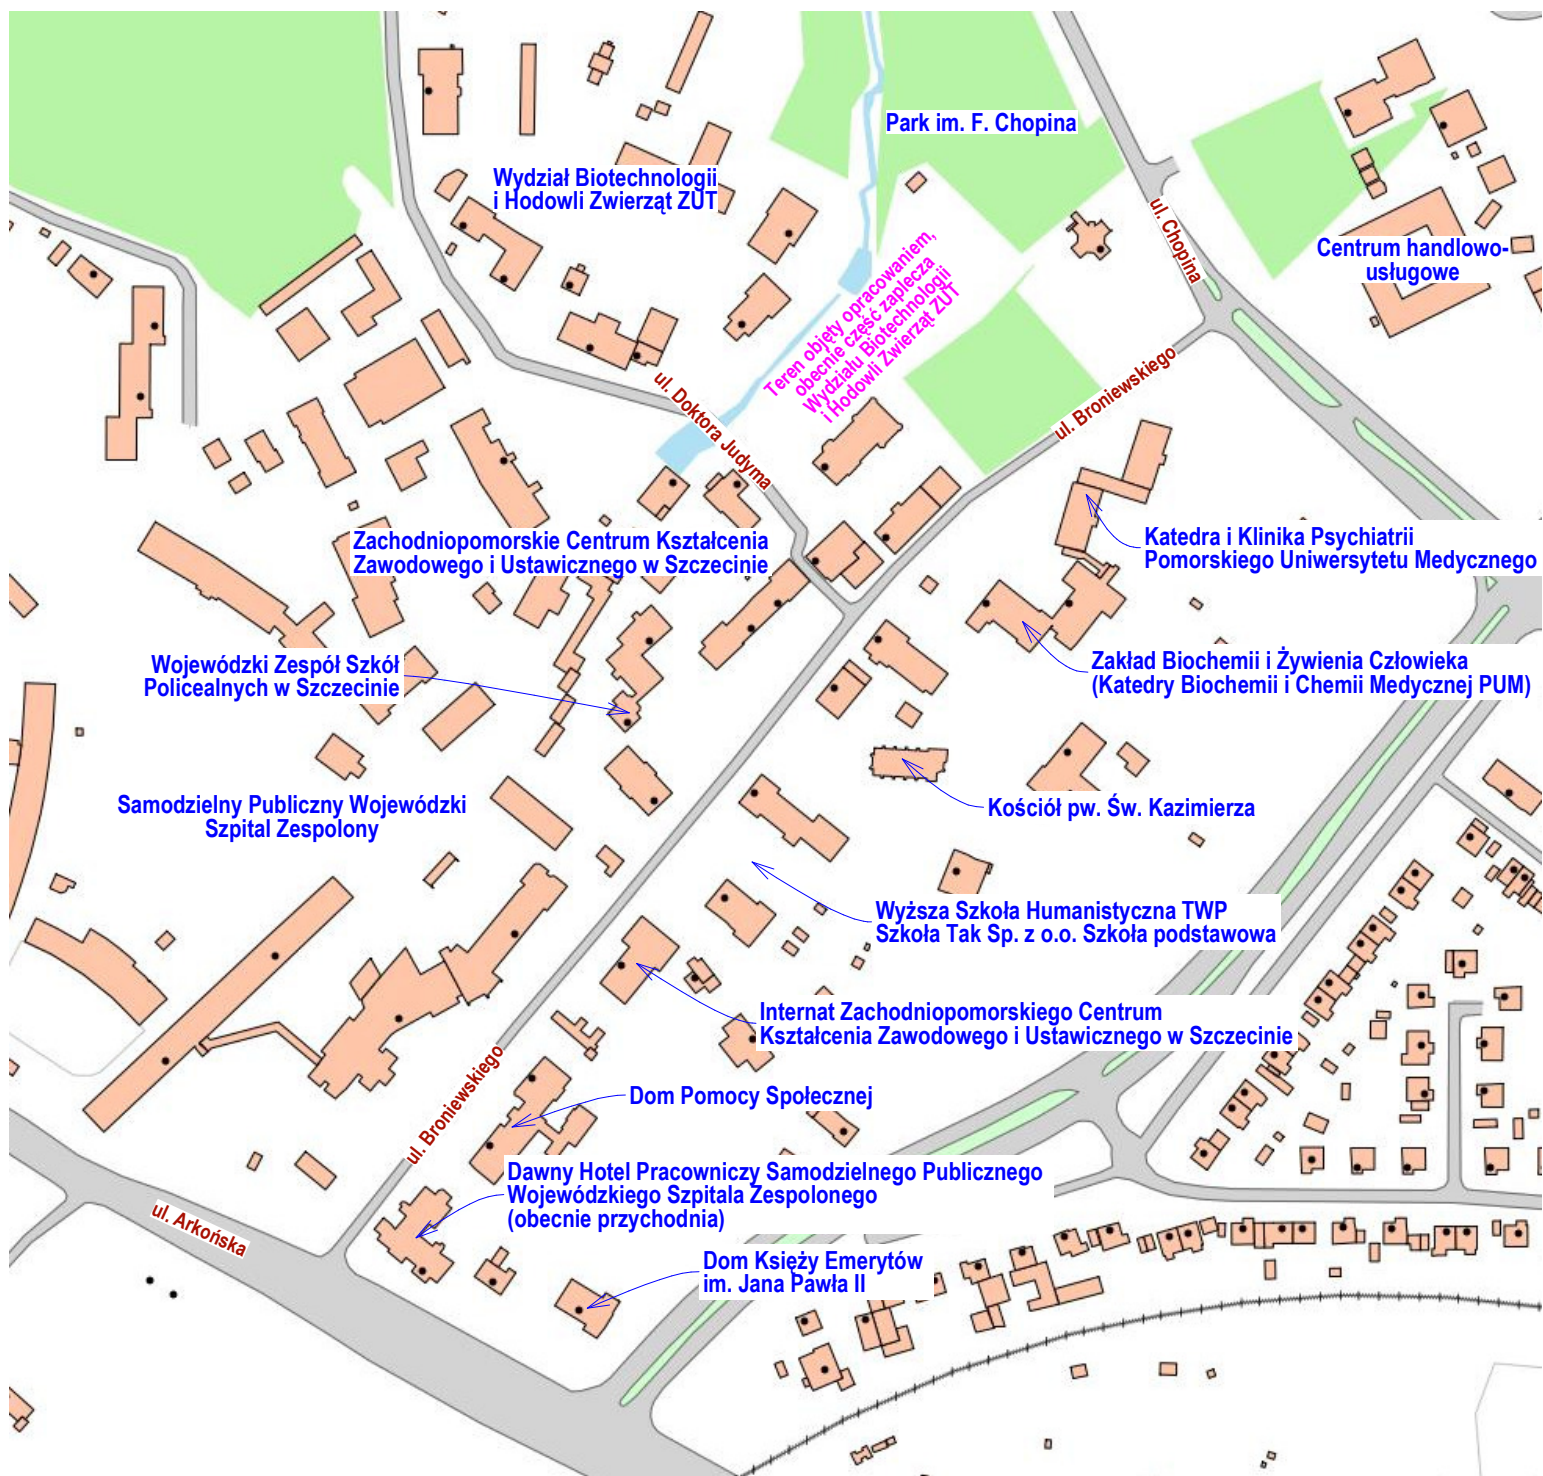 Park im. F. Chopina
Wydział Biotechnologii
i Hodowli Zwierząt ZUT
ul. Chopina
Centrum handlowo-
usługowe
Teren objęty opracowaniem,
obecnie część zaplecza
Wydziału Biotechnologii
i Hodowli Zwierząt ZUT
ul. Doktora Judyma
ul. Broniewskiego
Zachodniopomorskie Centrum Kształcenia
Zawodowego i Ustawicznego w Szczecinie
Katedra i Klinika Psychiatrii
Pomorskiego Uniwersytetu Medycznego
Wojewódzki Zespół Szkół
Policealnych w Szczecinie
Zakład Biochemii i Żywienia Człowieka
(Katedry Biochemii i Chemii Medycznej PUM)
Samodzielny Publiczny Wojewódzki
Szpital Zespolony
Kościół pw. Św. Kazimierza
Wyższa Szkoła Humanistyczna TWP
Szkoła Tak Sp. z o.o. Szkoła podstawowa
Internat Zachodniopomorskiego Centrum
Kształcenia Zawodowego i Ustawicznego w Szczecinie
ul. Broniewskiego
Dom Pomocy Społecznej
Dawny Hotel Pracowniczy Samodzielnego Publicznego
Wojewódzkiego Szpitala Zespolonego
(obecnie przychodnia)
ul. Arkońska
Dom Księży Emerytów
im. Jana Pawła II